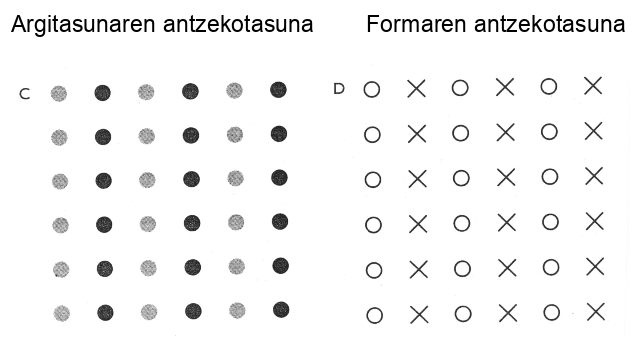 Argitasunaren antzekotasuna
Formaren antzekotasuna
C
D